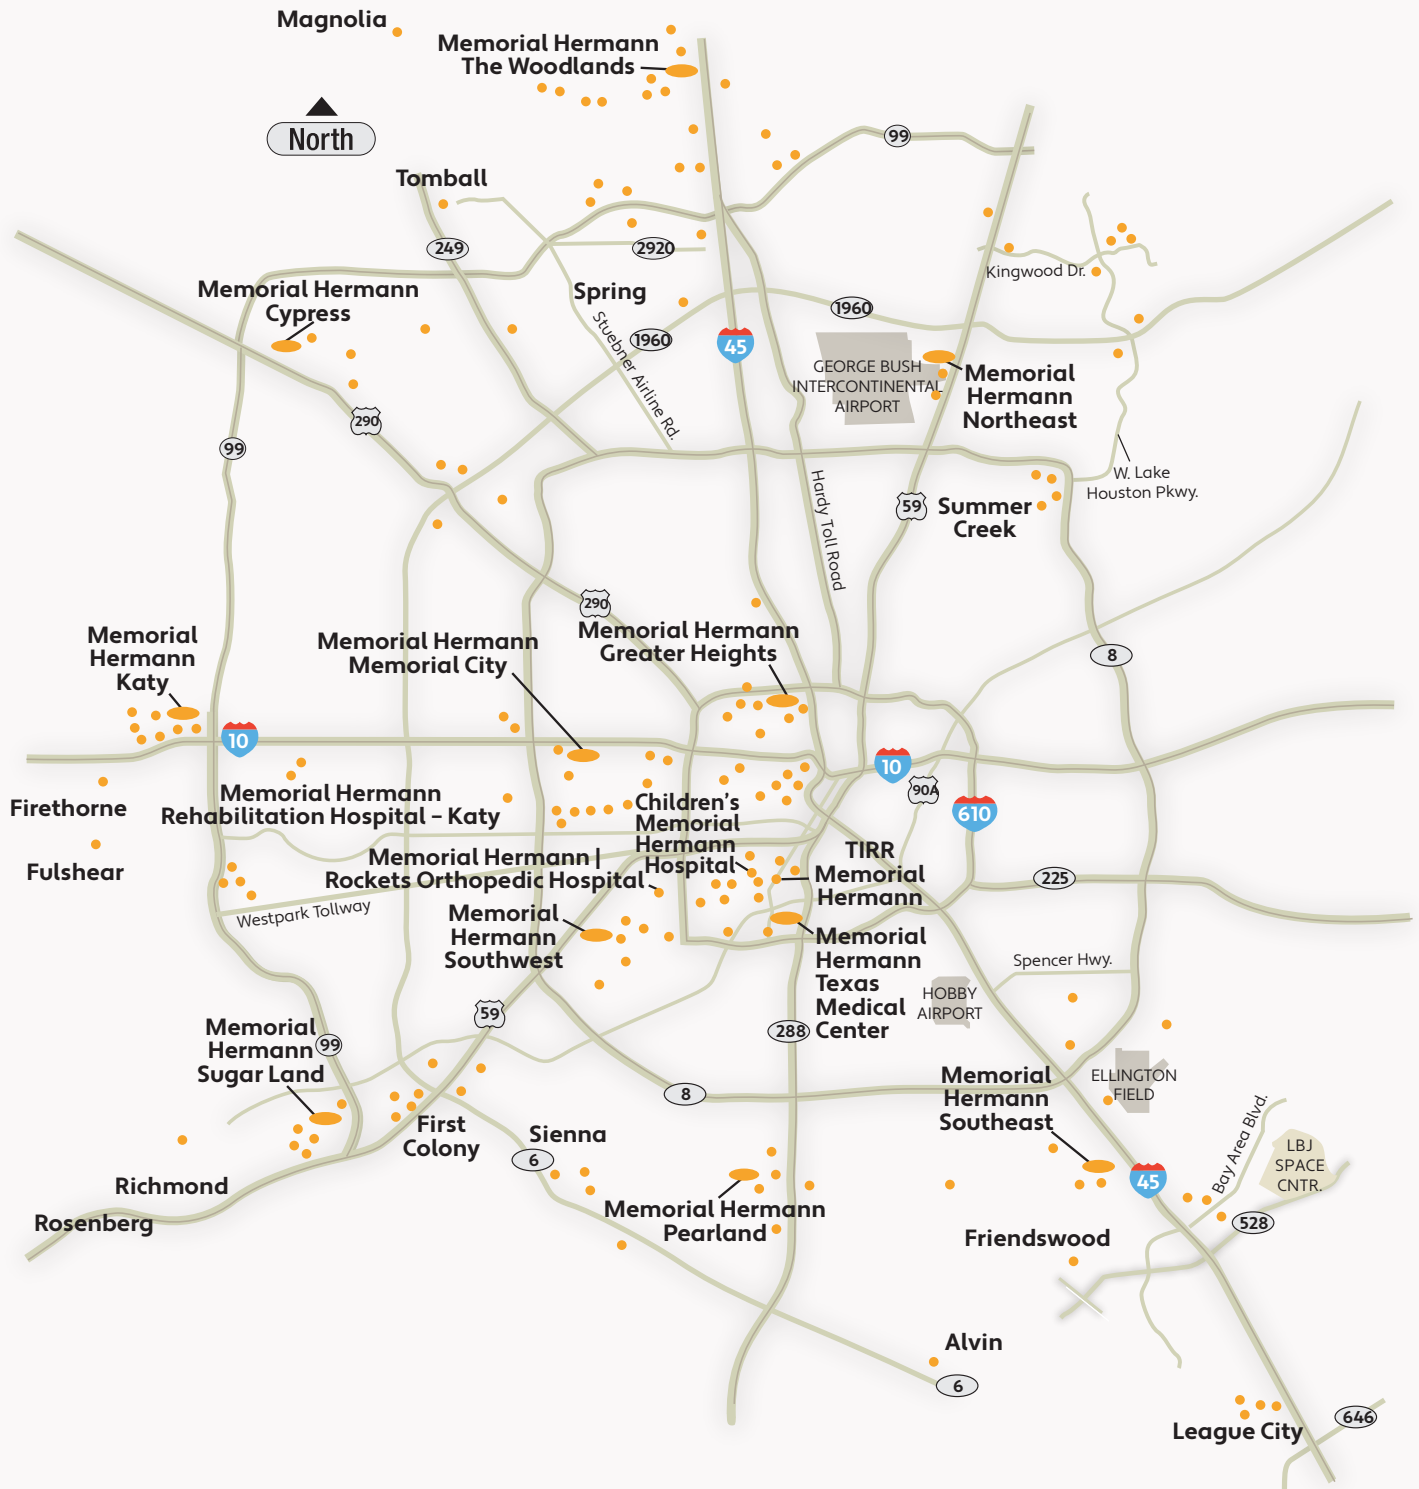 Magnolia
Memorial Hermann
The Woodlands
North
99
Tomball
249
2920
Kingwood Dr.
Memorial Hermann
Cypress
Spring
1960
Stuebner Airline Rd.
1960
45
GEORGE BUSH
INTERCONTINENTAL
AIRPORT
Memorial
Hermann
Northeast
290
99
W. Lake
Houston Pkwy.
Hardy Toll Road
59
Summer
Creek
290
Memorial
Hermann
Katy
Memorial Hermann
Memorial City
Memorial Hermann
Greater Heights
8
10
10
90A
610
Firethorne
Memorial Hermann
Rehabilitation Hospital – Katy
Children's
Memorial
Hermann
Hospital
Fulshear
Memorial Hermann |
Rockets Orthopedic Hospital
TIRR
Memorial
Hermann
225
Westpark Tollway
Memorial
Hermann
Southwest
Memorial
Hermann
Texas
Medical
Center
Spencer Hwy.
HOBBY
AIRPORT
59
288
Memorial
Hermann
Sugar Land
99
8
Memorial
Hermann
Southeast
ELLINGTON
FIELD
First
Colony
Sienna
6
Bay Area Blvd.
LBJ
SPACE
CNTR.
Richmond
45
Rosenberg
Memorial Hermann
Pearland
528
Friendswood
Alvin
6
League City
646